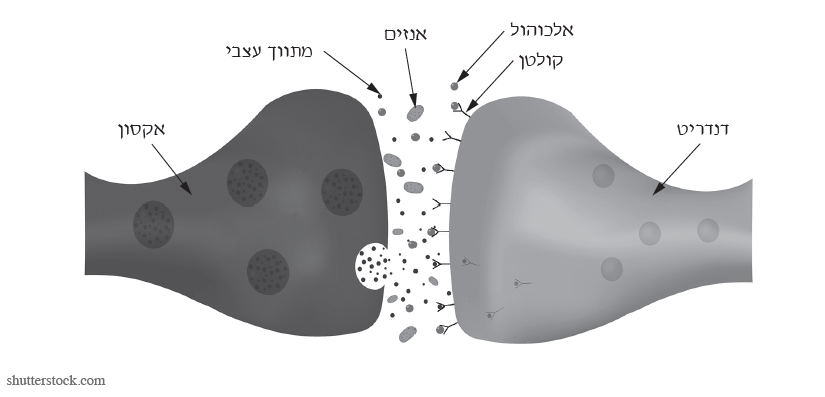 אלכוהול
אנזים
מתווך עצבי
קולטן
אקסון
דנדריט
shutterstock.com